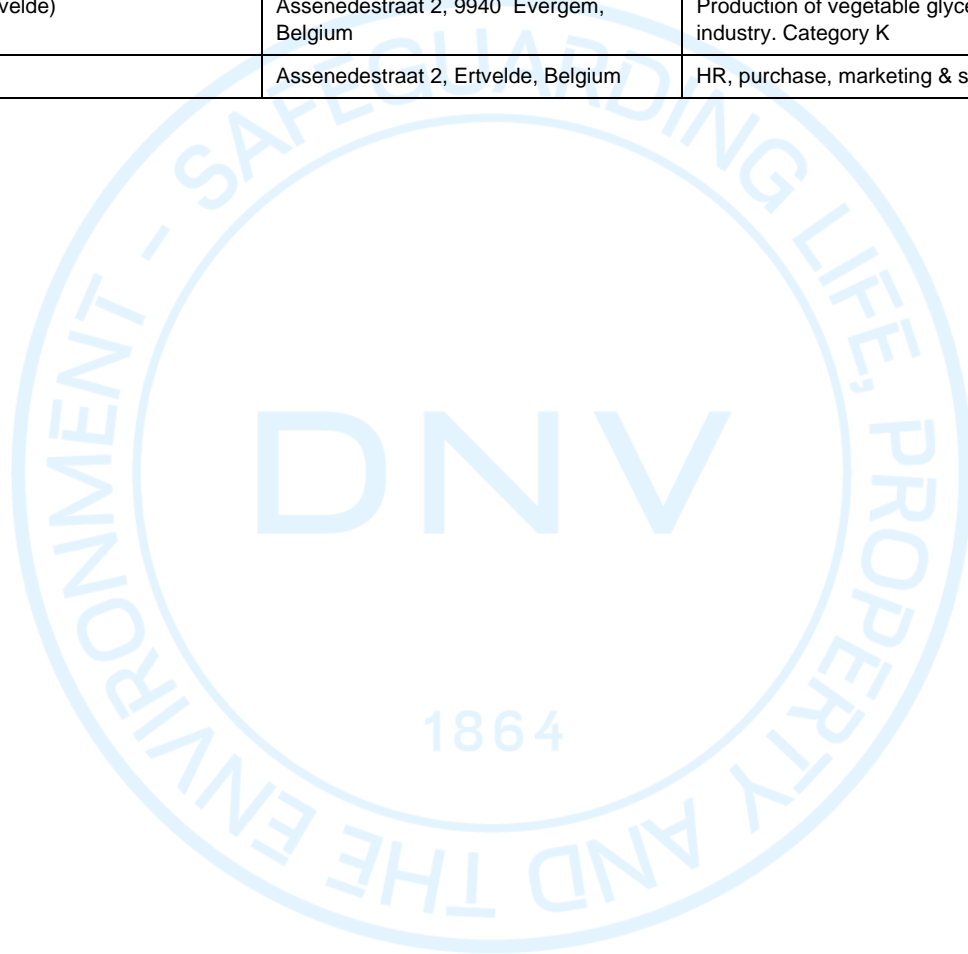 velde)
Assenedestraat 2, 9940 Evergem,
Belgium
Production of vegetable glyce
industry. Category K
Assenedestraat 2, Ertvelde, Belgium
HR, purchase, marketing & s
SAFEGUARDING LIFE, PROPERTY AND THE ENVIRONMENT -
DNV
1864